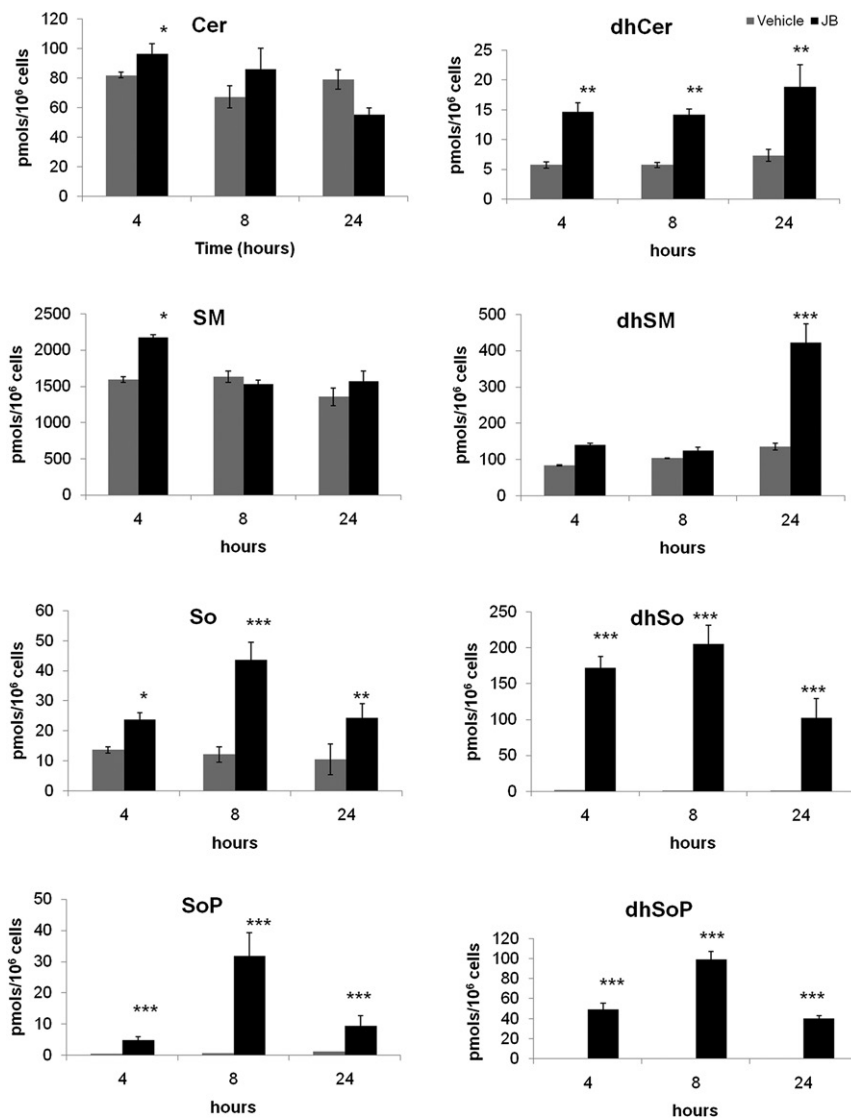 Cer
pmols/10⁶ cells
120
100
80
60
40
20
0
*
4 8 24
Time (hours)
dhCer
Vehicle JB
pmols/10⁶ cells
25
20
15
10
5
0
** ** **
4 8 24
hours
SM
pmols/10⁶ cells
2500
2000
1500
1000
500
0
*
4 8 24
hours
dhSM
pmols/10⁶ cells
500
400
300
200
100
0
***
4 8 24
hours
So
pmols/10⁶ cells
60
50
40
30
20
10
0
* *** **
4 8 24
hours
dhSo
pmols/10⁶ cells
250
200
150
100
50
0
*** *** ***
4 8 24
hours
SoP
pmols/10⁶ cells
50
40
30
20
10
0
*** *** ***
4 8 24
hours
dhSoP
pmols/10⁶ cells
120
100
80
60
40
20
0
*** *** ***
4 8 24
hours